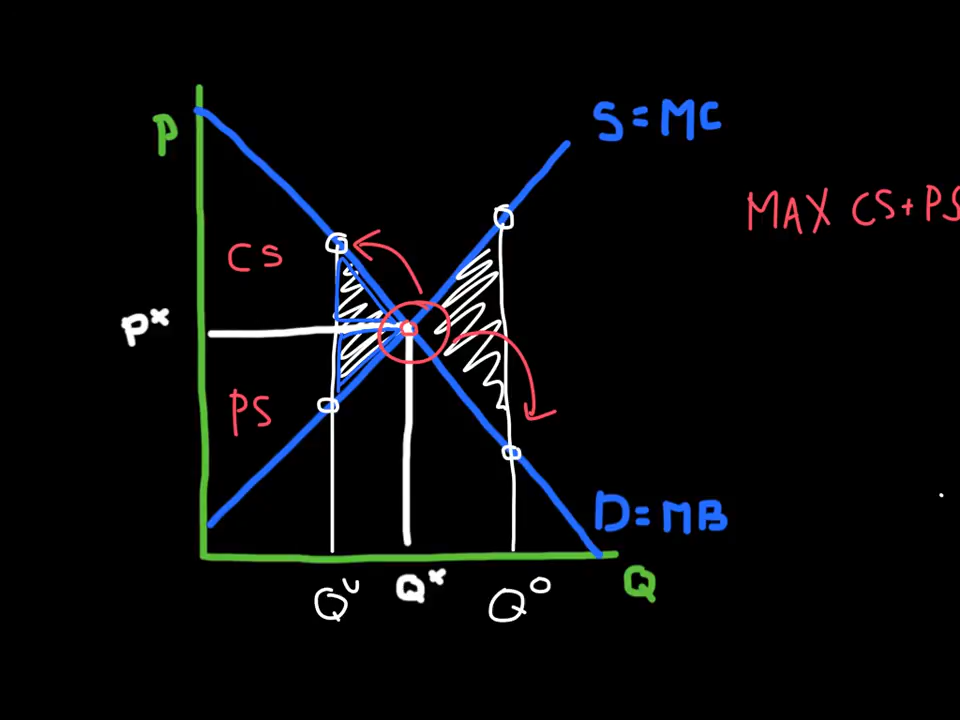 P
S=MC
MAX CS+PS
CS
P*
PS
D=MB
Q^U
Q*
Q^O
Q